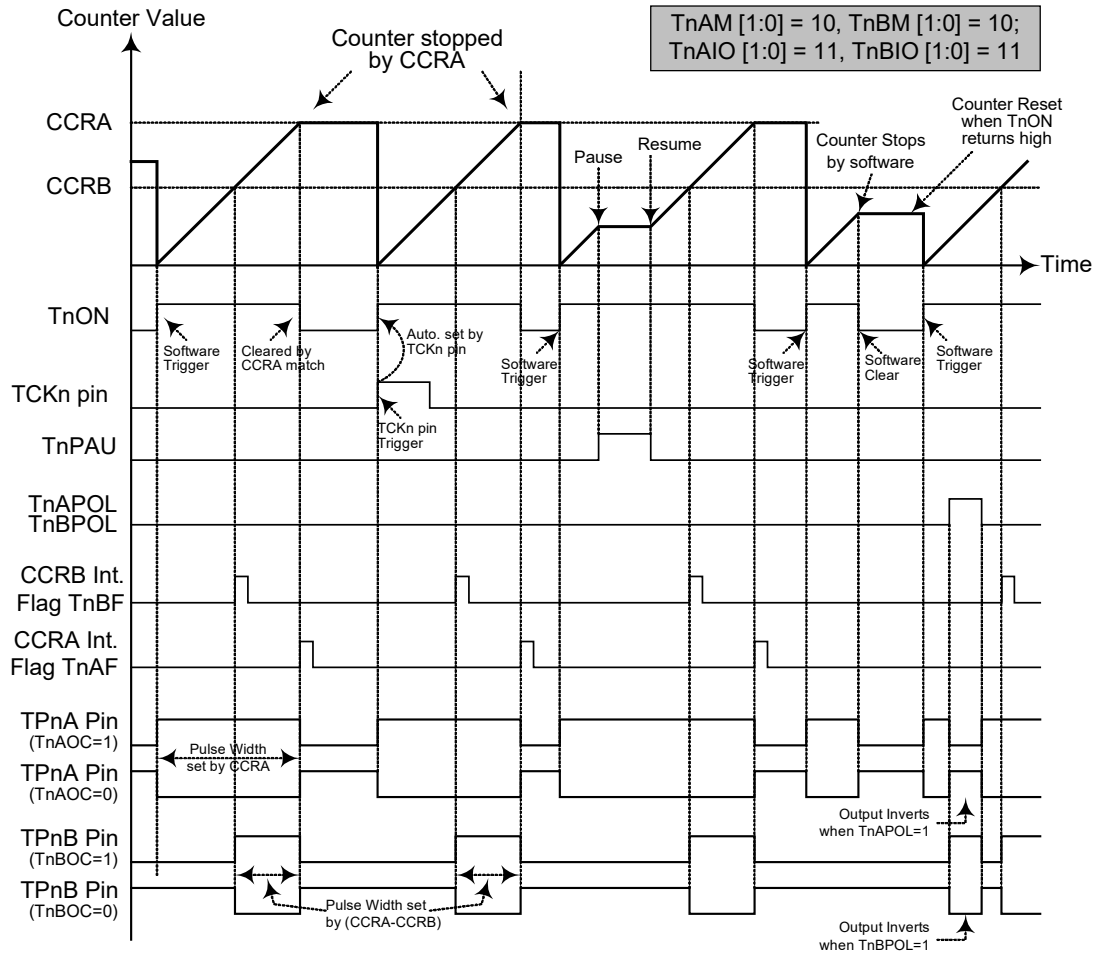 Counter Value
TnAM [1:0] = 10, TnBM [1:0] = 10;
TnAIO [1:0] = 11, TnBIO [1:0] = 11
Counter stopped
by CCRA
Counter Reset
when TnON
returns high
CCRA
Pause
Resume
Counter Stops
by software
CCRB
Time
TnON
Software
Trigger
Cleared by
CCRA match
Auto. set by
TCKn pin
Software
Trigger
Software
Trigger
Software
Clear
Software
Trigger
TCKn pin
TCKn pin
Trigger
TnPAU
TnAPOL
TnBPOL
CCRB Int.
Flag TnBF
CCRA Int.
Flag TnAF
TPnA Pin
(TnAOC=1)
Pulse Width
set by CCRA
TPnA Pin
(TnAOC=0)
Output Inverts
when TnAPOL=1
TPnB Pin
(TnBOC=1)
TPnB Pin
(TnBOC=0)
Pulse Width set
by (CCRA-CCRB)
Output Inverts
when TnBPOL=1